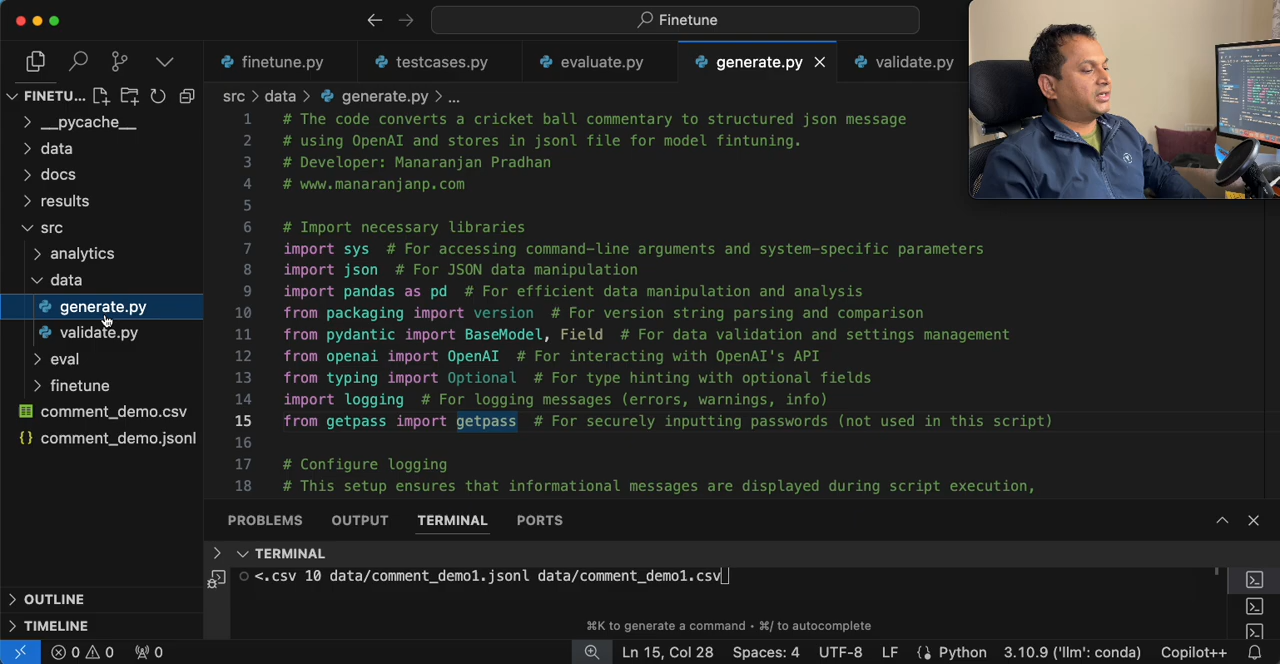 Finetune
finetune.py
testcases.py
evaluate.py
generate.py
validate.py
FINETU...
__pycache__
data
docs
results
src
analytics
data
generate.py
validate.py
eval
finetune
comment_demo.csv
comment_demo.jsonl
OUTLINE
TIMELINE
src > data > generate.py > ...
1 # The code converts a cricket ball commentary to structured json message
2 # using OpenAI and stores in jsonl file for model fintuning.
3 # Developer: Manaranjan Pradhan
4 # www.manaranjanp.com
5
6 # Import necessary libraries
7 import sys # For accessing command-line arguments and system-specific parameters
8 import json # For JSON data manipulation
9 import pandas as pd # For efficient data manipulation and analysis
10 from packaging import version # For version string parsing and comparison
11 from pydantic import BaseModel, Field # For data validation and settings management
12 from openai import OpenAI # For interacting with OpenAI's API
13 from typing import Optional # For type hinting with optional fields
14 import logging # For logging messages (errors, warnings, info)
15 from getpass import getpass # For securely inputting passwords (not used in this script)
16
17 # Configure logging
18 # This setup ensures that informational messages are displayed during script execution,
PROBLEMS OUTPUT TERMINAL PORTS
TERMINAL
<.csv 10 data/comment_demo1.jsonl data/comment_demo1.csv
⌘K to generate a command • ⌘/ to autocomplete
0 0 0 Ln 15, Col 28 Spaces: 4 UTF-8 LF Python 3.10.9 ('llm': conda) Copilot++